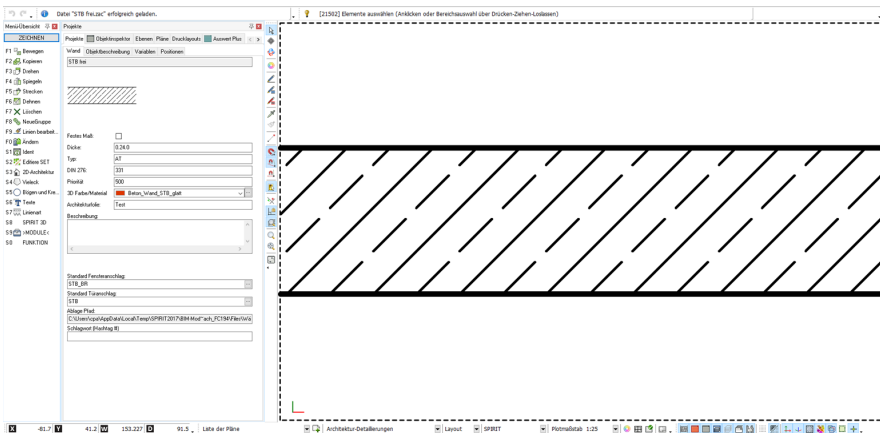 Datei "STB frei.zac" erfolgreich geladen.
[21502] Elemente auswählen (Anklicken oder Bereichsauswahl über Drücken-Ziehen-Loslassen)
Menü-Übersicht
Projekte
ZEICHNEN
Projekte Objektinspektor Ebenen Pläne Drucklayouts Auswert Plus
Wand Objektbeschreibung Variablen Positionen
STB frei
F1 Bewegen
F2 Kopieren
F3 Drehen
F4 Spiegeln
F5 Strecken
F6 Dehnen
F7 Löschen
F8 NeueGruppe
F9 Linien bearbeit...
F0 Ändern
S1 Ident
S2 Editiere SET
S3 2D-Architektur
S4 Vieleck
S5 Bögen und Kre...
S6 Texte
S7 Linienart
S8 SPIRIT 3D
S9 >MODULE<
S0 FUNKTION
Festes Maß:
Dicke: 0.24.0
Typ: AT
DIN 276: 331
Priorität 500
3D Farbe/Material Beton_Wand_STB_glatt
Architekturfolie: Test
Beschreibung:
Standard Fensteranschlag:
STB_BR
Standard Türanschlag:
STB
Ablage Pfad:
Schlagwort (Hashtag #)
X -81.7 Y 41.2 W 153.227 D 91.5 Liste der Pläne Architektur-Detaillierungen Layout SPIRIT Plotmaßstab 1:25